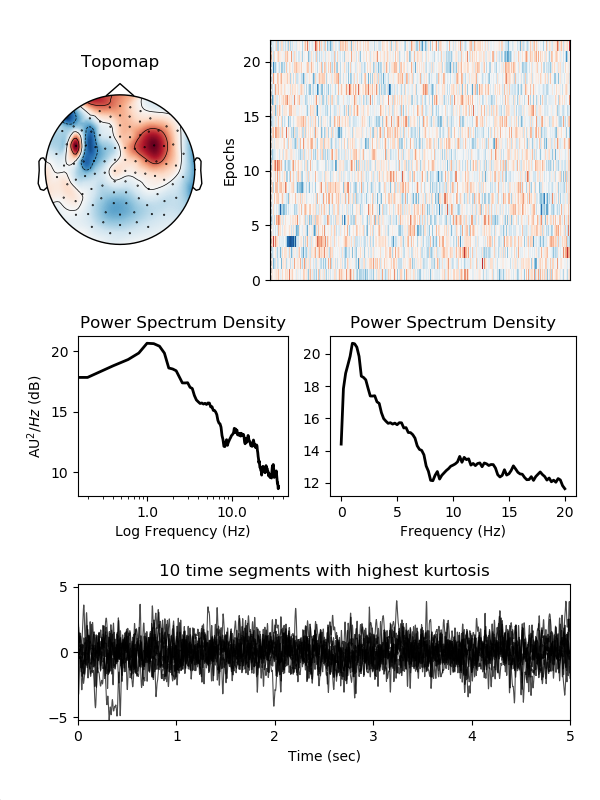 Topomap
Epochs
20
15
10
5
0
Power Spectrum Density
AU²/Hz (dB)
20
15
10
1.0 10.0
Log Frequency (Hz)
Power Spectrum Density
20
18
16
14
12
0 5 10 15 20
Frequency (Hz)
10 time segments with highest kurtosis
5
0
−5
0 1 2 3 4 5
Time (sec)